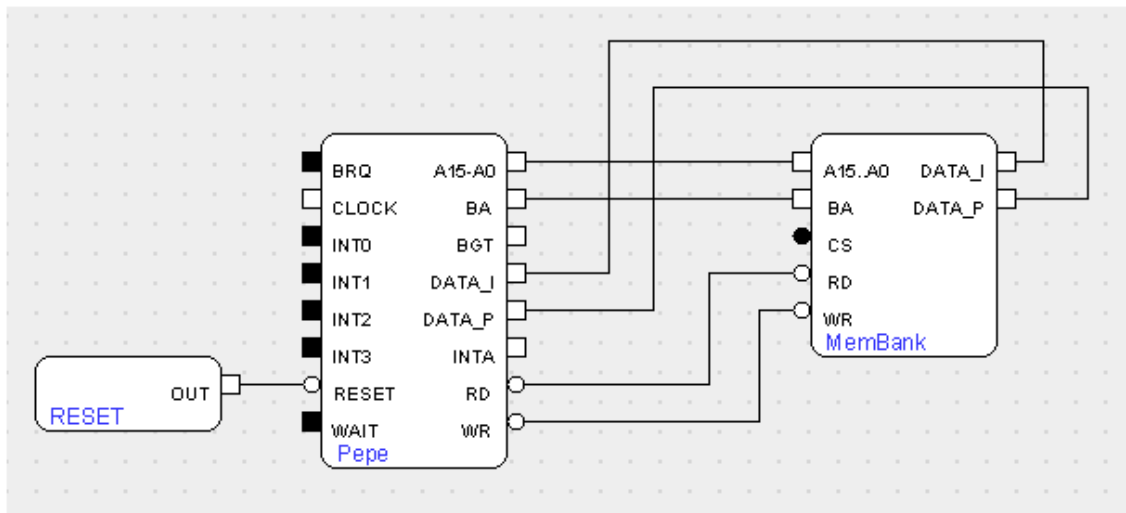 BRQ
A15-A0
CLOCK
BA
INT0
BGT
INT1
DATA_I
INT2
DATA_P
INT3
INTA
RESET
RD
WAIT
WR
Pepe
OUT
RESET
A15..A0
DATA_I
BA
DATA_P
CS
RD
WR
MemBank